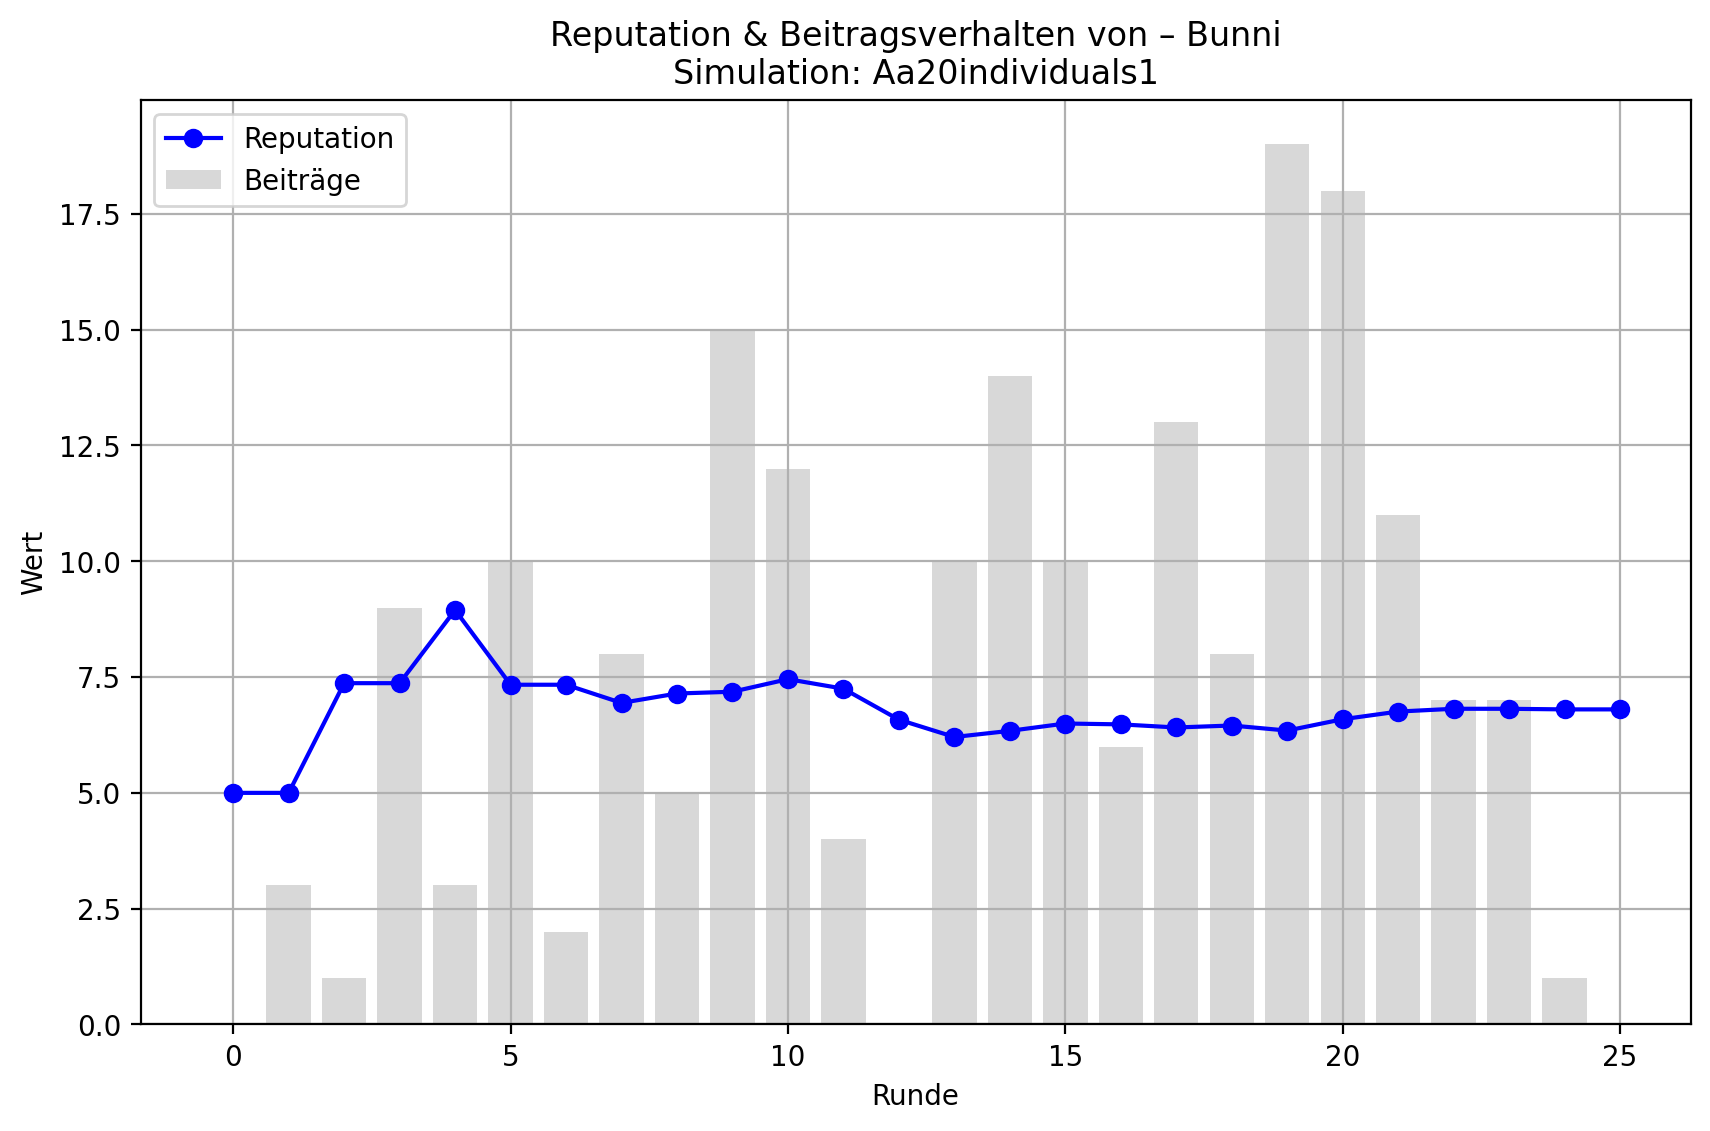 Reputation & Beitragsverhalten von – Bunni
Simulation: Aa20individuals1
Reputation
Beiträge
17.5
15.0
12.5
10.0
7.5
5.0
2.5
0.0
Wert
0 5 10 15 20 25
Runde